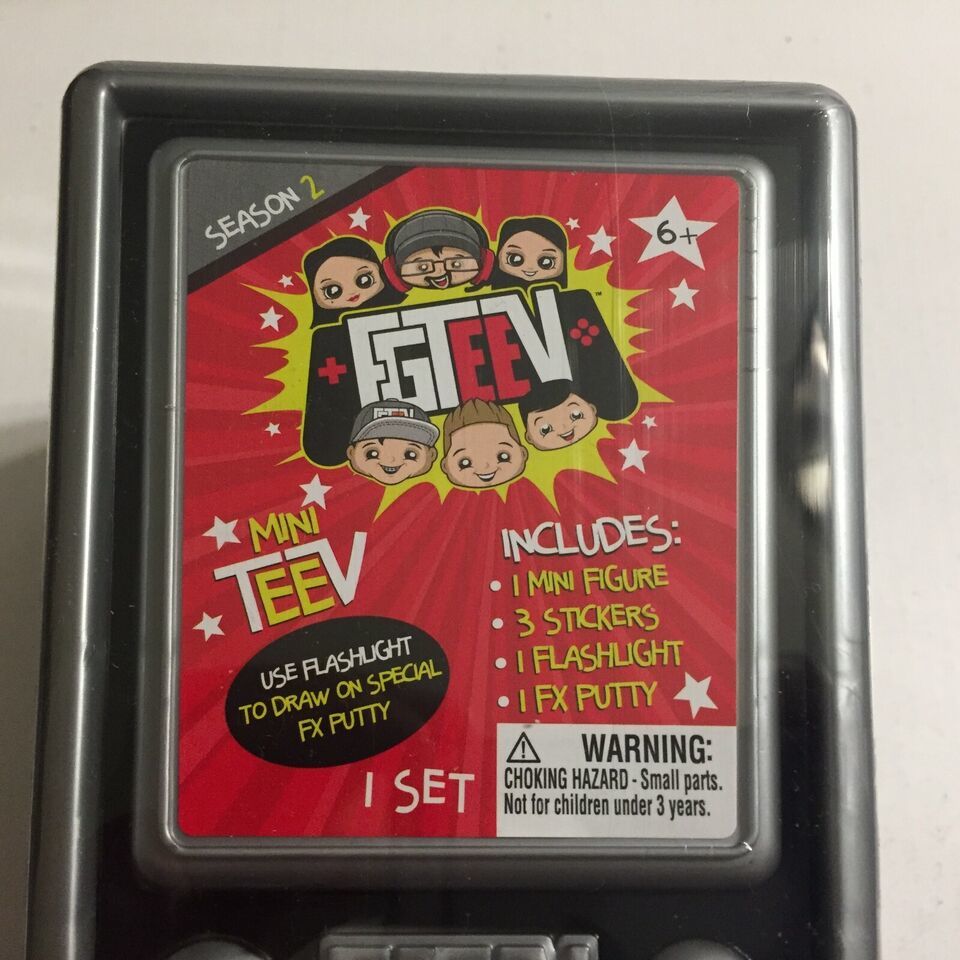 SEASON 2
6+
FGTEEV™
FGTEEV
MINI
TEEV
USE FLASHLIGHT
TO DRAW ON SPECIAL
FX PUTTY
1 SET
INCLUDES:
• 1 MINI FIGURE
• 3 STICKERS
• 1 FLASHLIGHT
• 1 FX PUTTY
WARNING:
CHOKING HAZARD - Small parts.
Not for children under 3 years.